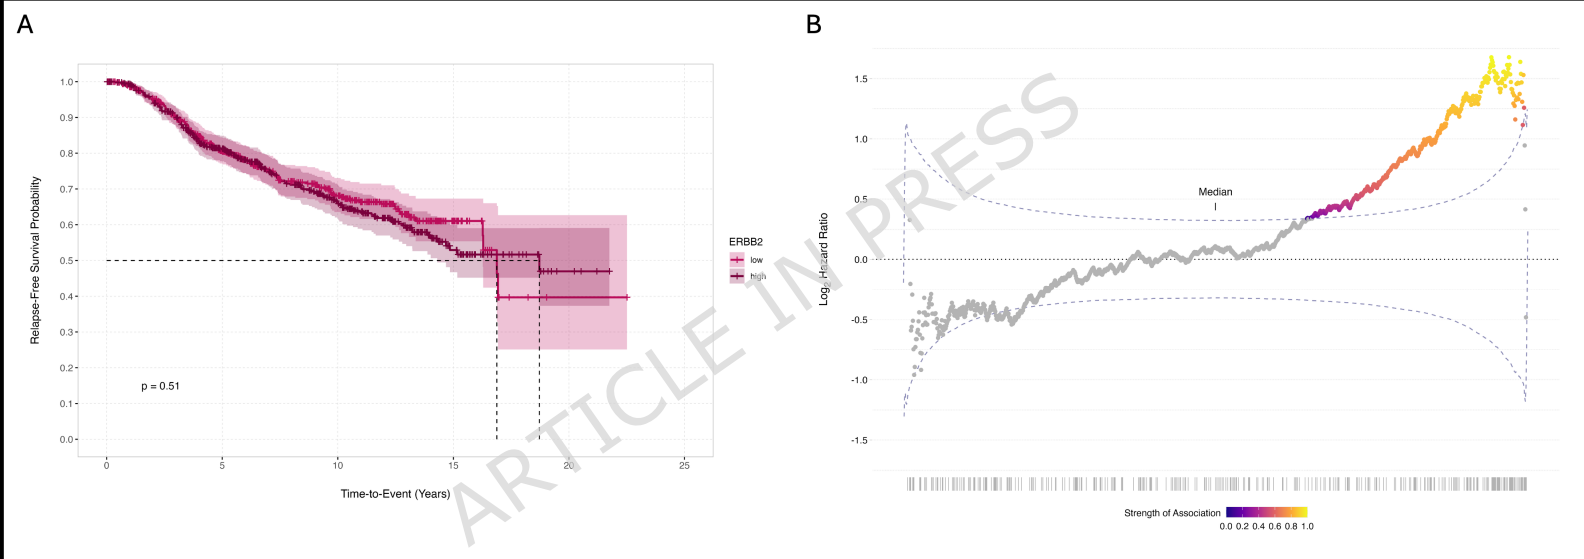 A
B
Relapse-Free Survival Probability
1.0
0.9
0.8
0.7
0.6
0.5
0.4
0.3
0.2
0.1
0.0
p = 0.51
0 5 10 15 20 25
Time-to-Event (Years)
ERBB2
low
high
Log2 Hazard Ratio
1.5
1.0
0.5
0.0
-0.5
-1.0
-1.5
Median
Strength of Association
0.0 0.2 0.4 0.6 0.8 1.0
ARTICLE IN PRESS